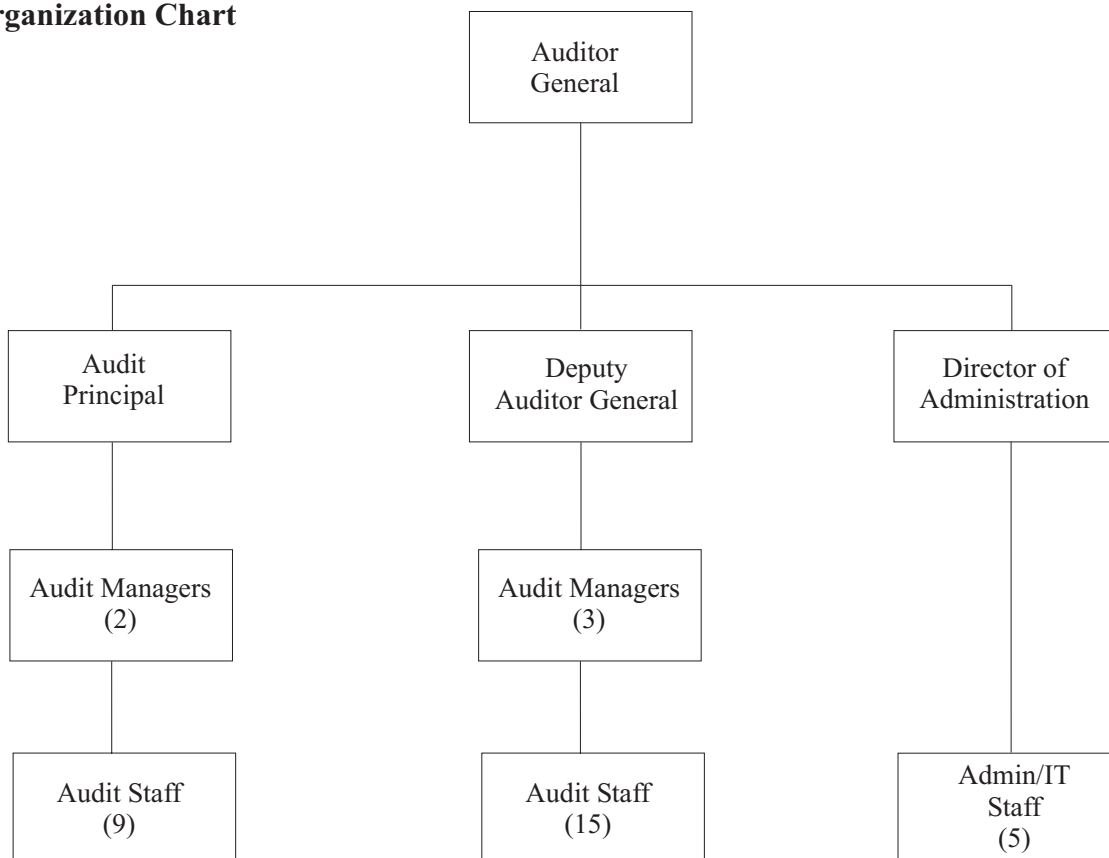 rganization Chart
Auditor
General
Audit
Principal
Deputy
Auditor General
Director of
Administration
Audit Managers
(2)
Audit Managers
(3)
Audit Staff
(9)
Audit Staff
(15)
Admin/IT
Staff
(5)